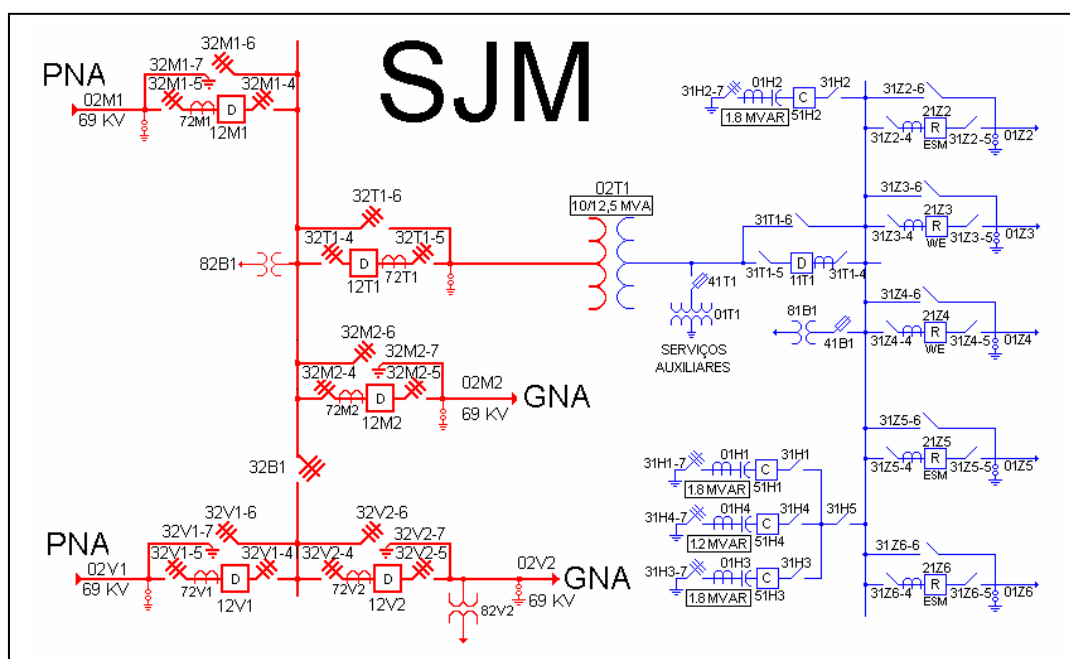 SJM
PNA
02M1
69 KV
32M1-6
32M1-7
32M1-5
32M1-4
72M1
D
12M1
32T1-6
32T1-4
32T1-5
D
72T1
12T1
82B1
02T1
10/12,5 MVA
32M2-6
32M2-7
32M2-4
32M2-5
72M2
D
12M2
02M2
69 KV
GNA
32B1
PNA
02V1
69 KV
32V1-6
32V1-7
32V1-5
32V1-4
72V1
D
12V1
32V2-6
32V2-7
32V2-4
32V2-5
72V2
D
12V2
82V2
02V2
69 KV
GNA
31H2-7
01H2
1.8 MVAR
C
51H2
31H2
31T1-6
31T1-5
D
11T1
31T1-4
41T1
01T1
SERVIÇOS
AUXILIARES
81B1
41B1
31H1-7
01H1
1.8 MVAR
C
51H1
31H1
31H4-7
01H4
1.2 MVAR
C
51H4
31H4
31H3-7
01H3
1.8 MVAR
C
51H3
31H3
31H5
31Z2-6
21Z2
31Z2-4
R
ESM
31Z2-5
01Z2
31Z3-6
21Z3
31Z3-4
R
WE
31Z3-5
01Z3
31Z4-6
21Z4
31Z4-4
R
WE
31Z4-5
01Z4
31Z5-6
21Z5
31Z5-4
R
ESM
31Z5-5
01Z5
31Z6-6
21Z6
31Z6-4
R
ESM
31Z6-5
01Z6